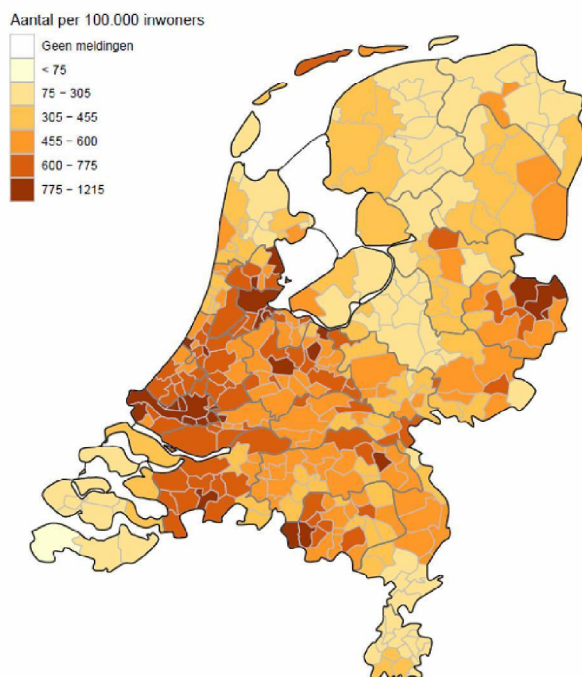 Aantal per 100.000 inwoners
Geen meldingen
< 75
75 – 305
305 – 455
455 – 600
600 – 775
775 – 1215